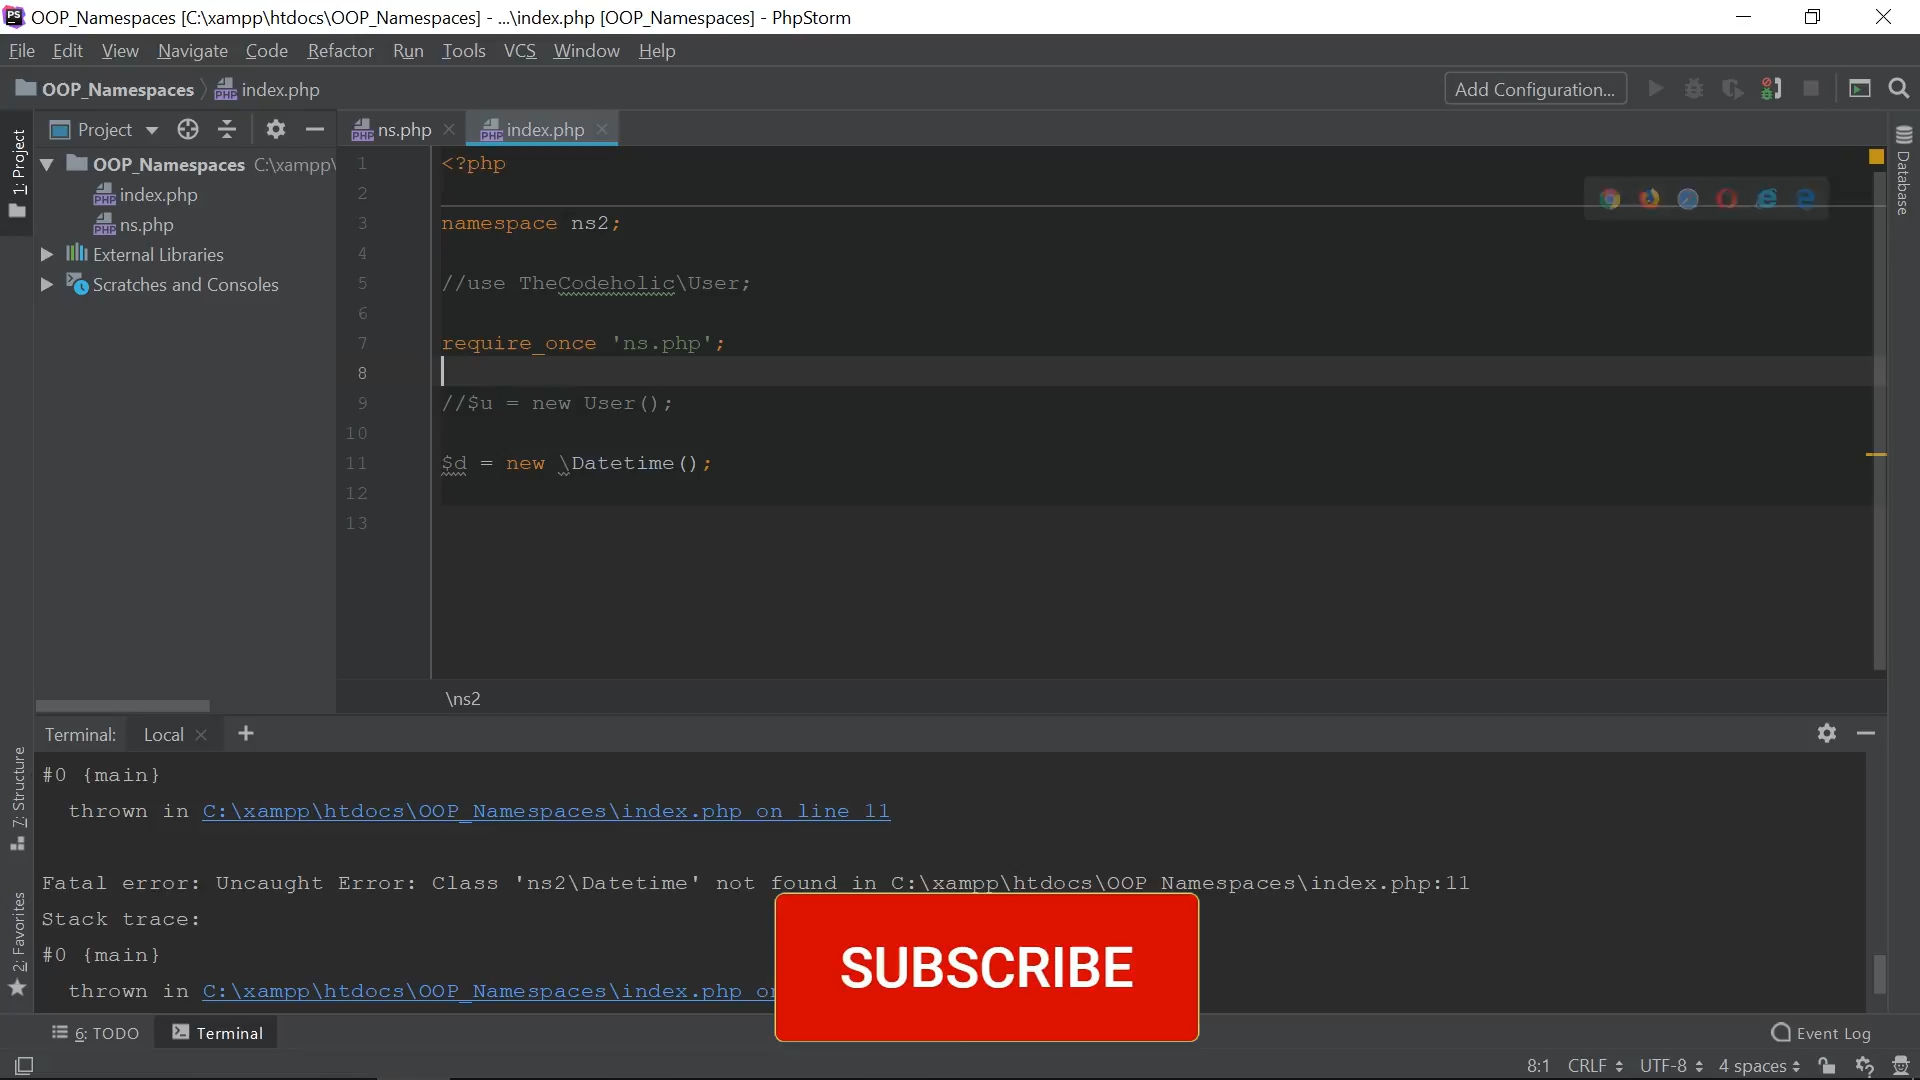 OOP_Namespaces [C:\xampp\htdocs\OOP_Namespaces] - ...\index.php [OOP_Namespaces] - PhpStorm
File Edit View Navigate Code Refactor Run Tools VCS Window Help
OOP_Namespaces index.php Add Configuration...
Project ns.php index.php
1: Project
Database
OOP_Namespaces C:\xampp\
index.php
ns.php
External Libraries
Scratches and Consoles
1 <?php
2
3 namespace ns2;
4
5 //use TheCodeholic\User;
6
7 require_once 'ns.php';
8
9 //$u = new User();
10
11 $d = new \Datetime();
12
13
\ns2
Terminal: Local
7: Structure
2: Favorites
#0 {main}
thrown in C:\xampp\htdocs\OOP_Namespaces\index.php on line 11
Fatal error: Uncaught Error: Class 'ns2\Datetime' not found in C:\xampp\htdocs\OOP_Namespaces\index.php:11
Stack trace:
#0 {main}
thrown in C:\xampp\htdocs\OOP_Namespaces\index.php
SUBSCRIBE
6: TODO Terminal Event Log
8:1 CRLF UTF-8 4 spaces